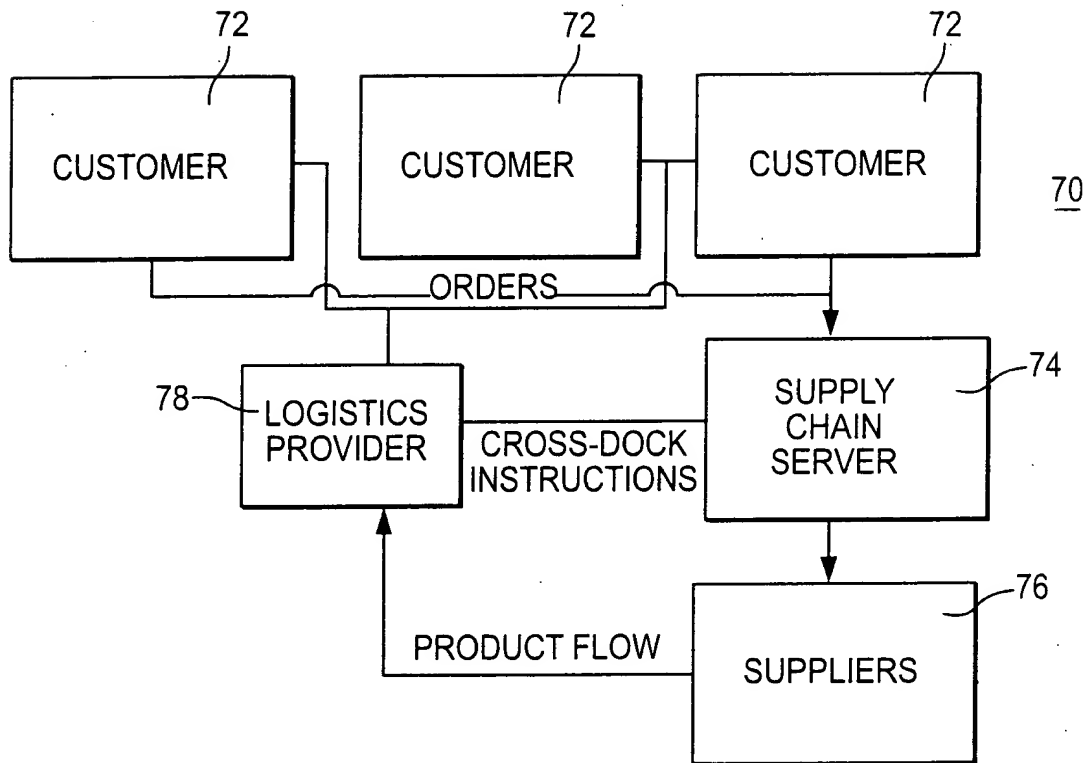 72
72
72
CUSTOMER
CUSTOMER
CUSTOMER
70
ORDERS
78
LOGISTICS
PROVIDER
CROSS-DOCK
INSTRUCTIONS
SUPPLY
CHAIN
SERVER
74
PRODUCT FLOW
SUPPLIERS
76